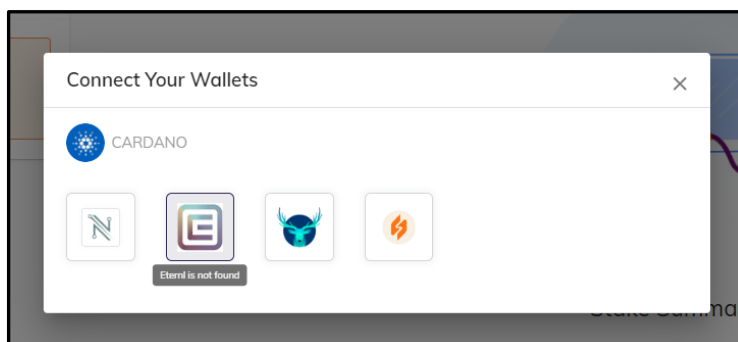 Connect Your Wallets
CARDANO
Eternl is not found
Stake Summa